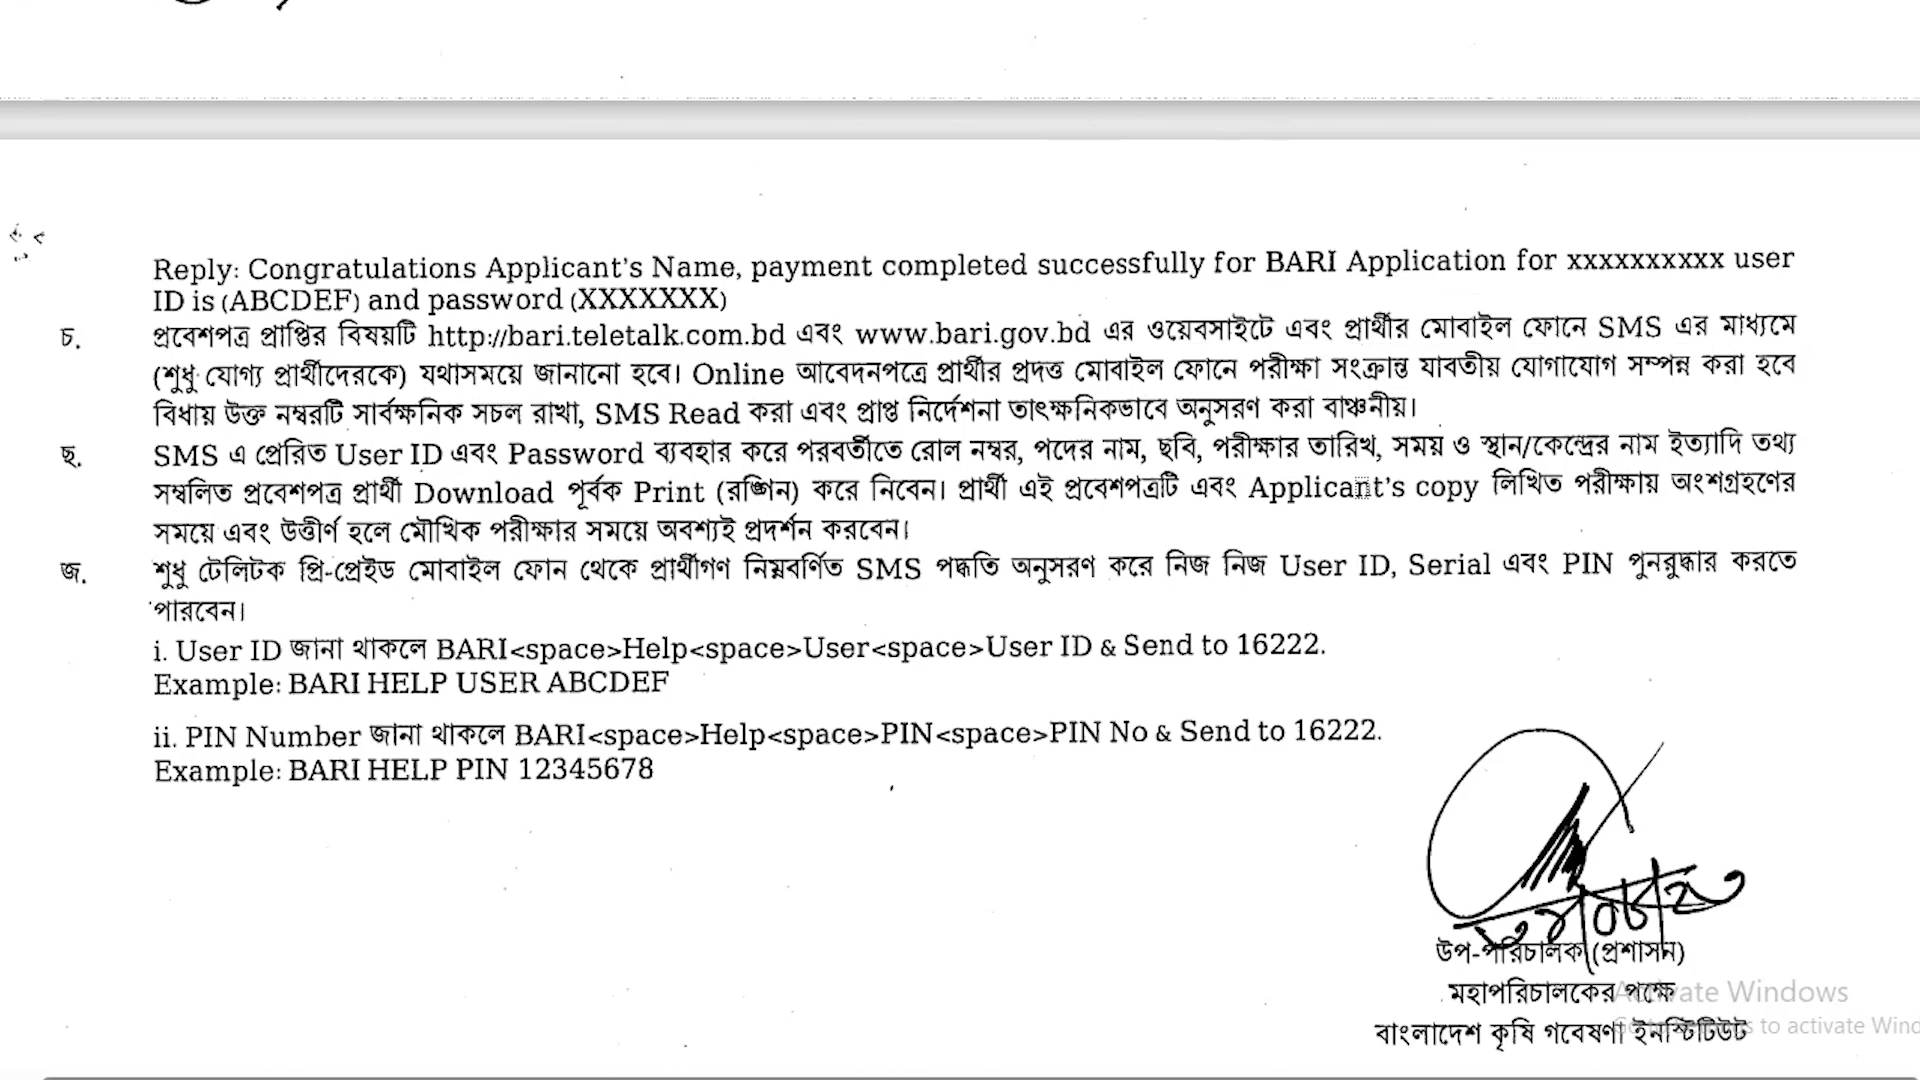 Reply: Congratulations Applicant's Name, payment completed successfully for BARI Application for xxxxxxxxxx user
ID is (ABCDEF) and password (XXXXXXX)
চ. প্রবেশপত্র প্রাপ্তির বিষয়টি http://bari.teletalk.com.bd এবং www.bari.gov.bd এর ওয়েবসাইটে এবং প্রার্থীর মোবাইল ফোনে SMS এর মাধ্যমে
(শুধু যোগ্য প্রার্থীদেরকে) যথাসময়ে জানানো হবে। Online আবেদনপত্রে প্রার্থীর প্রদত্ত মোবাইল ফোনে পরীক্ষা সংক্রান্ত যাবতীয় যোগাযোগ সম্পন্ন করা হবে
বিধায় উক্ত নম্বরটি সার্বক্ষনিক সচল রাখা, SMS Read করা এবং প্রাপ্ত নির্দেশনা তাৎক্ষনিকভাবে অনুসরণ করা বাঞ্চনীয়।
ছ. SMS এ প্রেরিত User ID এবং Password ব্যবহার করে পরবর্তীতে রোল নম্বর, পদের নাম, ছবি, পরীক্ষার তারিখ, সময় ও স্থান/কেন্দ্রের নাম ইত্যাদি তথ্য
সম্বলিত প্রবেশপত্র প্রার্থী Download পূর্বক Print (রঙ্গিন) করে নিবেন। প্রার্থী এই প্রবেশপত্রটি এবং Applicant's copy লিখিত পরীক্ষায় অংশগ্রহণের
সময়ে এবং উত্তীর্ণ হলে মৌখিক পরীক্ষার সময়ে অবশ্যই প্রদর্শন করবেন।
জ. শুধু টেলিটক প্রি-প্রেইড মোবাইল ফোন থেকে প্রার্থীগণ নিম্নবর্ণিত SMS পদ্ধতি অনুসরণ করে নিজ নিজ User ID, Serial এবং PIN পুনরুদ্ধার করতে
পারবেন।
i. User ID জানা থাকলে BARI<space>Help<space>User<space>User ID & Send to 16222.
Example: BARI HELP USER ABCDEF
ii. PIN Number জানা থাকলে BARI<space>Help<space>PIN<space>PIN No & Send to 16222.
Example: BARI HELP PIN 12345678
উপ-পরিচালক (প্রশাসন)
মহাপরিচালকের পক্ষে
বাংলাদেশ কৃষি গবেষণা ইনস্টিটিউট
Activate Windows
Go to Settings to activate Wind